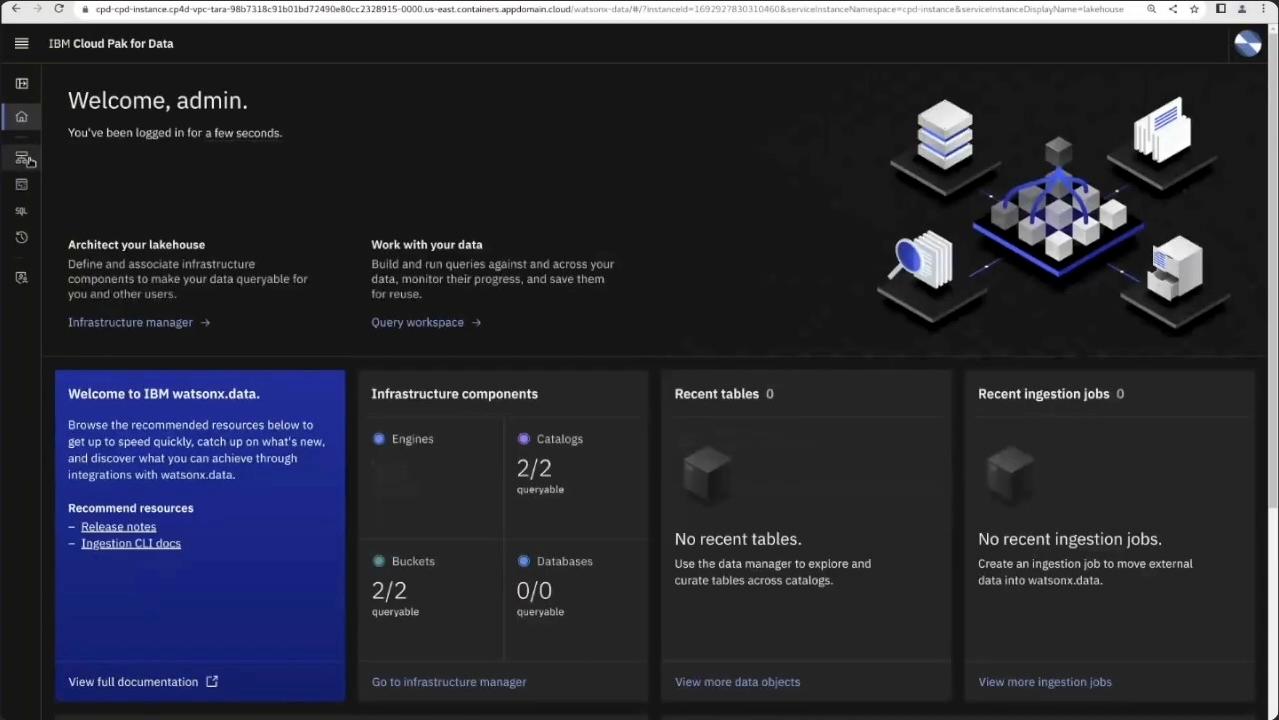 cpd-cpd-instance.cp4d-vpc-tara-98b7318c91b01bd72490e80cc2328915-0000.us-east.containers.appdomain.cloud/watsonx-data/#/?instanceId=1692927830310460&serviceInstanceNamespace=cpd-instance&serviceInstanceDisplayName=lakehouse
IBM Cloud Pak for Data
Welcome, admin.
You've been logged in for a few seconds.
SQL
Architect your lakehouse
Define and associate infrastructure
components to make your data queryable for
you and other users.
Infrastructure manager →
Work with your data
Build and run queries against and across your
data, monitor their progress, and save them
for reuse.
Query workspace →
Welcome to IBM watsonx.data.
Browse the recommended resources below to
get up to speed quickly, catch up on what's new,
and discover what you can achieve through
integrations with watsonx.data.
Recommend resources
– Release notes
– Ingestion CLI docs
View full documentation
Infrastructure components
Engines
Catalogs
2/2
queryable
Buckets
2/2
queryable
Databases
0/0
queryable
Go to infrastructure manager
Recent tables 0
No recent tables.
Use the data manager to explore and
curate tables across catalogs.
View more data objects
Recent ingestion jobs 0
No recent ingestion jobs.
Create an ingestion job to move external
data into watsonx.data.
View more ingestion jobs